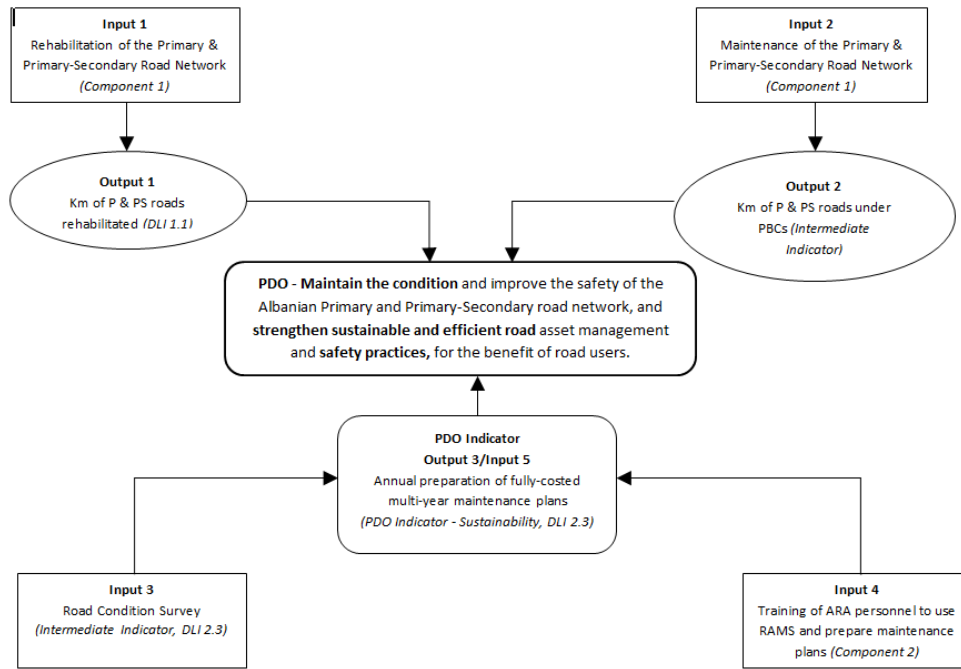 Input 1
Rehabilitation of the Primary &
Primary-Secondary Road Network
(Component 1)
Input 2
Maintenance of the Primary &
Primary-Secondary Road Network
(Component 1)
Output 1
Km of P & PS roads
rehabilitated (DLI 1.1)
Output 2
Km of P & PS roads under
PBCs (Intermediate
Indicator)
PDO - Maintain the condition and improve the safety of the
Albanian Primary and Primary-Secondary road network, and
strengthen sustainable and efficient road asset management
and safety practices, for the benefit of road users.
PDO Indicator
Output 3/Input 5
Annual preparation of fully-costed
multi-year maintenance plans
(PDO Indicator - Sustainability, DLI 2.3)
Input 3
Road Condition Survey
(Intermediate Indicator, DLI 2.3)
Input 4
Training of ARA personnel to use
RAMS and prepare maintenance
plans (Component 2)